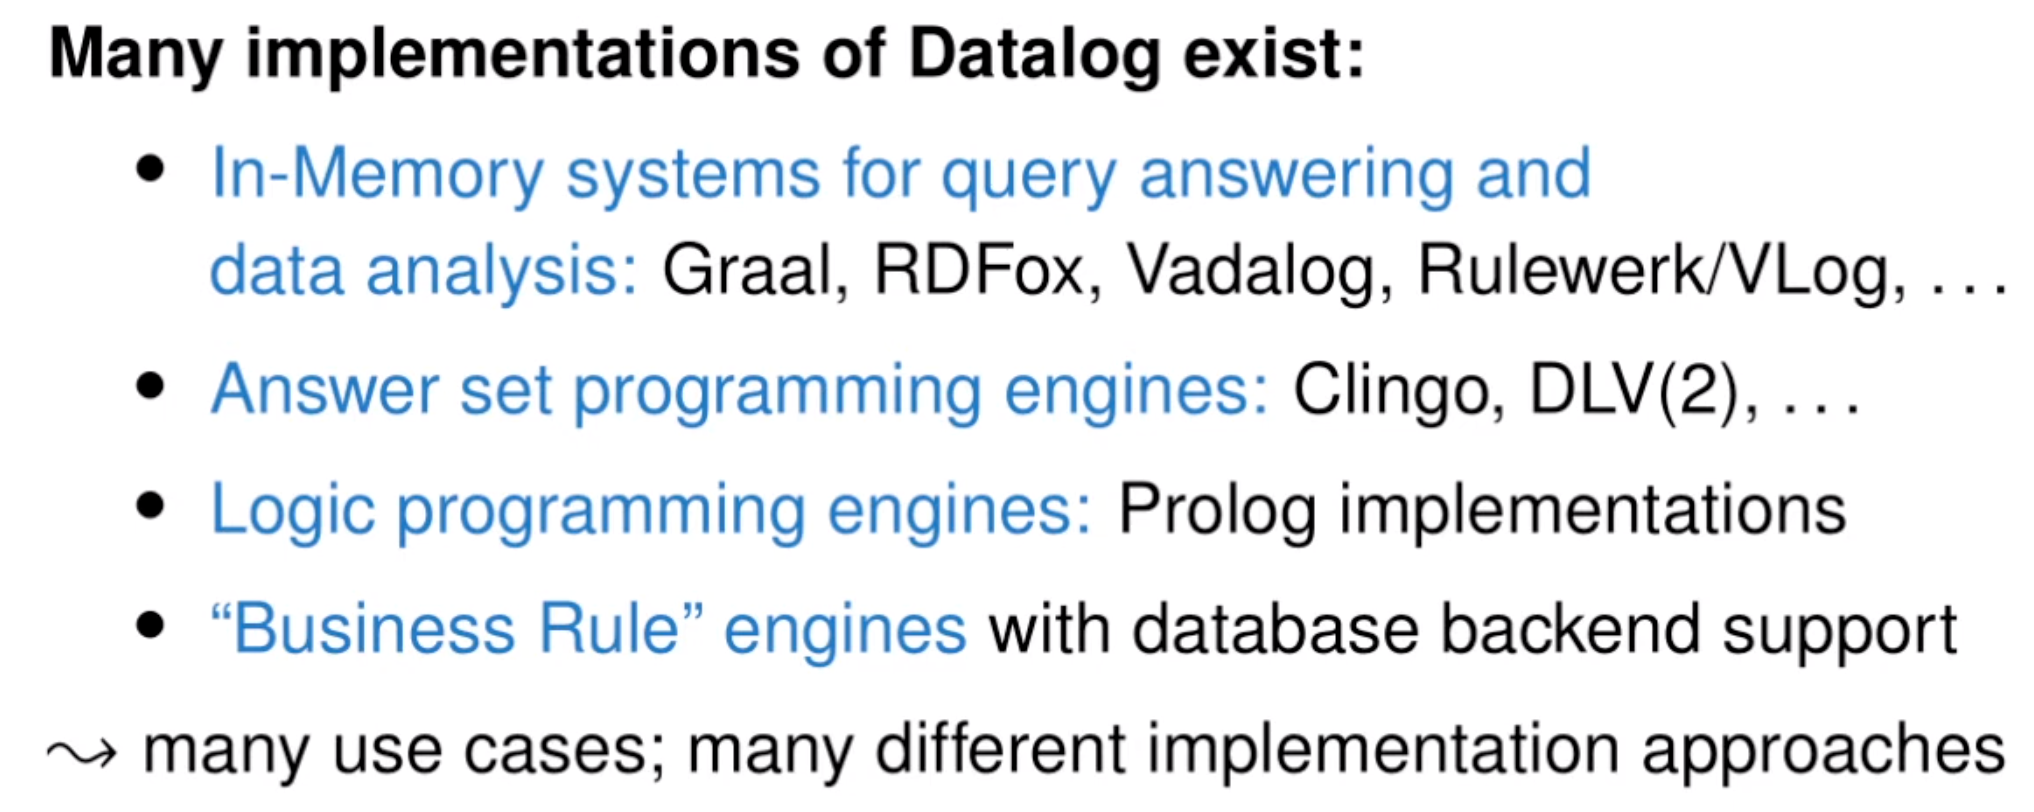 Many implementations of Datalog exist:
• In-Memory systems for query answering and
data analysis: Graal, RDFox, Vadalog, Rulewerk/VLog, . . .
• Answer set programming engines: Clingo, DLV(2), . . .
• Logic programming engines: Prolog implementations
• “Business Rule” engines with database backend support
⤳ many use cases; many different implementation approaches